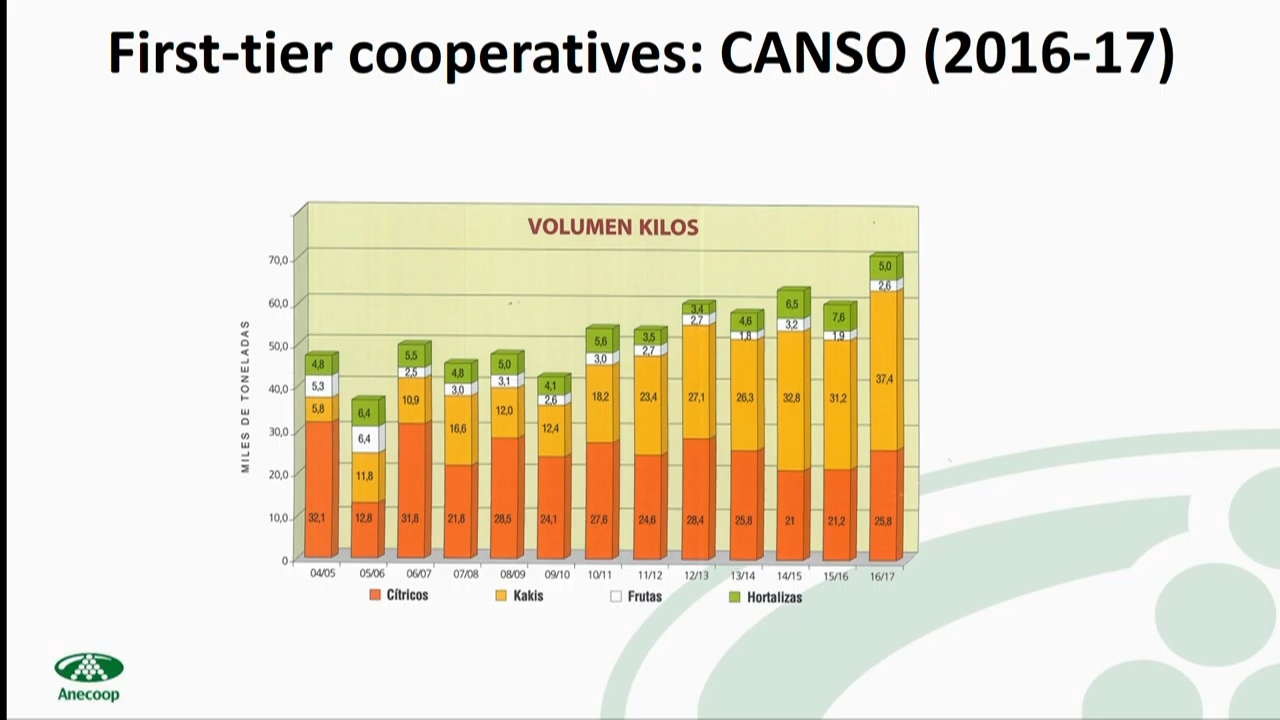 First-tier cooperatives: CANSO (2016-17)
VOLUMEN KILOS
MILES DE TONELADAS
70,0
60,0
50,0
40,0
30,0
20,0
10,0
0
4,8 5,3 5,8 32,1
6,4 6,4 11,8 12,8
5,5 2,5 10,9 31,8
4,8 3,0 16,6 21,8
5,0 3,1 12,0 28,5
4,1 2,6 12,4 24,1
5,6 3,0 18,2 27,6
3,5 2,7 23,4 24,6
3,4 2,7 27,1 28,4
4,6 1,8 26,3 25,8
6,5 3,2 32,8 21
7,6 1,9 31,2 21,2
5,0 2,6 37,4 25,8
04/05 05/06 06/07 07/08 08/09 09/10 10/11 11/12 12/13 13/14 14/15 15/16 16/17
Cítricos Kakis Frutas Hortalizas
Anecoop